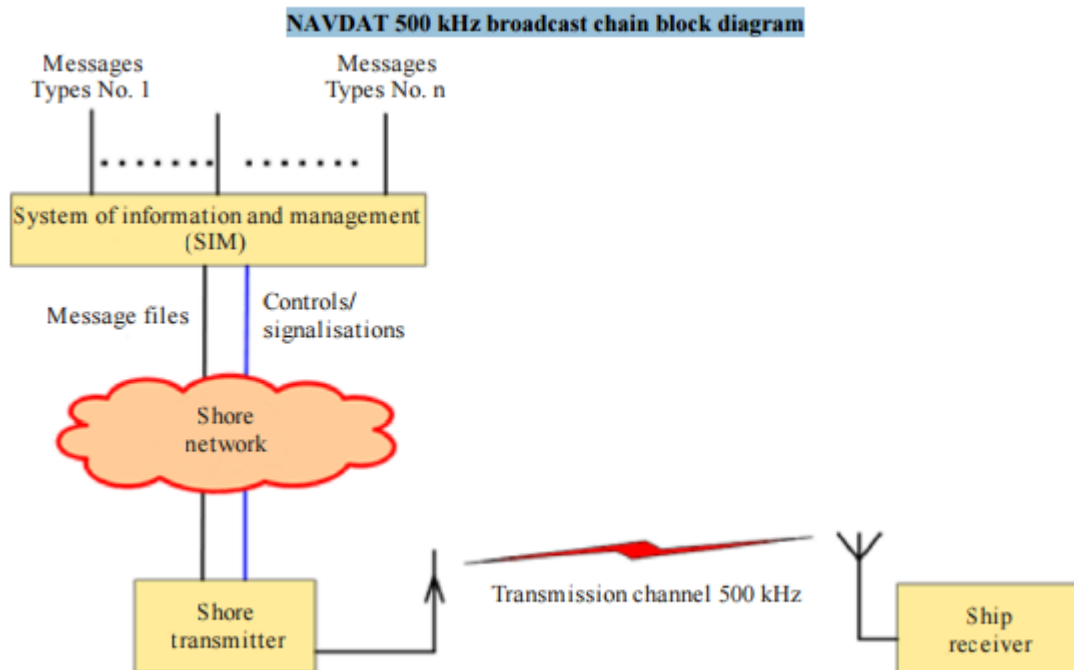 NAVDAT 500 kHz broadcast chain block diagram
Messages
Types No. 1
Messages
Types No. n
System of information and management
(SIM)
Message files
Controls/
signalisations
Shore
network
Shore
transmitter
Transmission channel 500 kHz
Ship
receiver